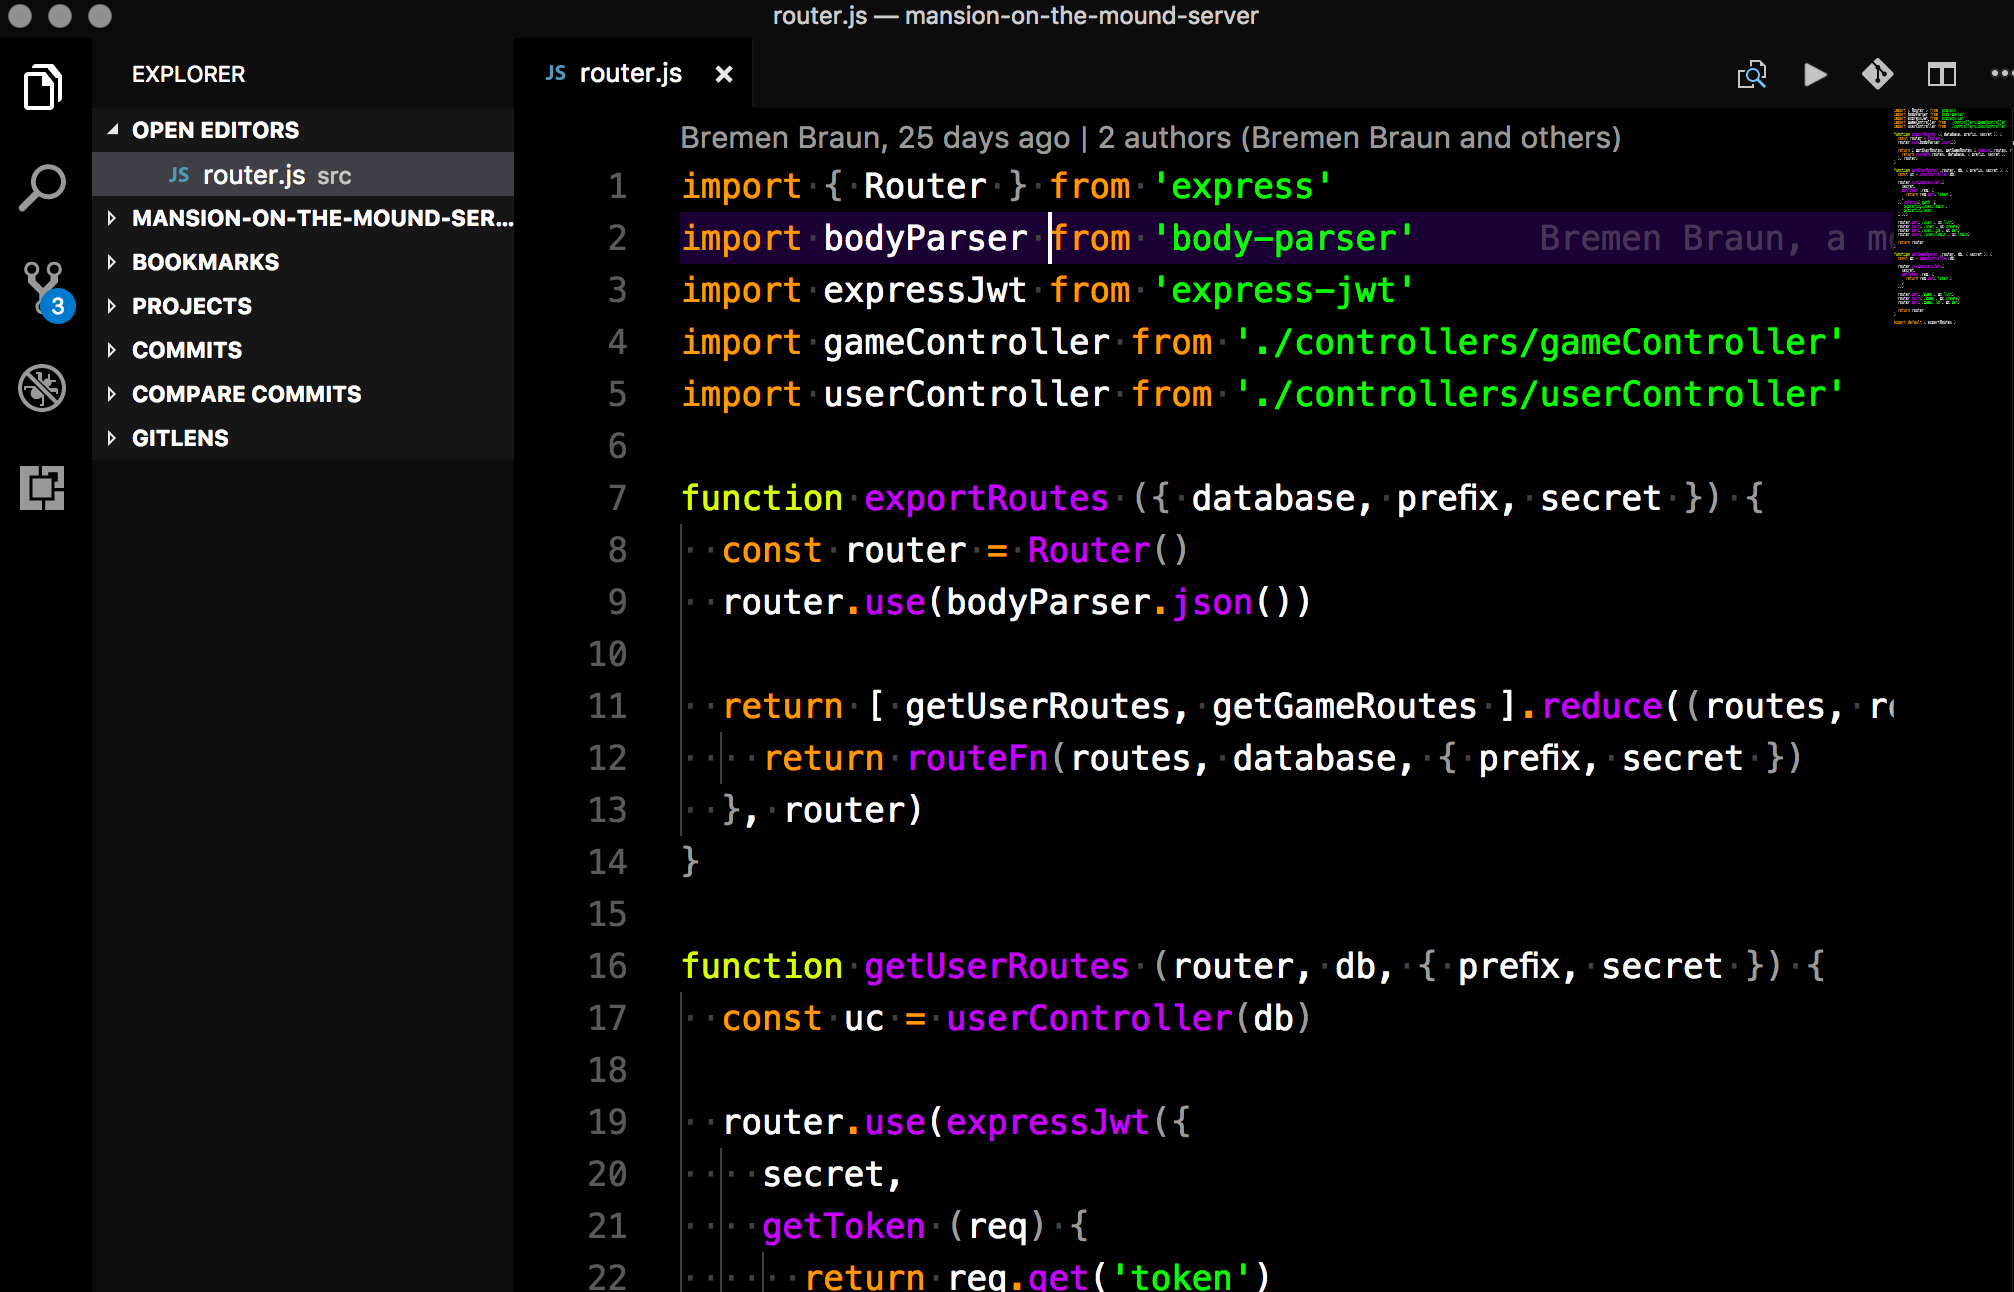 router.js — mansion-on-the-mound-server
EXPLORER
OPEN EDITORS
JS router.js src
MANSION-ON-THE-MOUND-SER...
BOOKMARKS
PROJECTS
COMMITS
COMPARE COMMITS
GITLENS
3
JS router.js ×
Bremen Braun, 25 days ago | 2 authors (Bremen Braun and others)
1 import { Router } from 'express'
2 import bodyParser from 'body-parser' Bremen Braun, a
3 import expressJwt from 'express-jwt'
4 import gameController from './controllers/gameController'
5 import userController from './controllers/userController'
6
7 function exportRoutes ({ database, prefix, secret }) {
8 const router = Router()
9 router.use(bodyParser.json())
10
11 return [ getUserRoutes, getGameRoutes ].reduce((routes,
12 return routeFn(routes, database, { prefix, secret })
13 }, router)
14 }
15
16 function getUserRoutes (router, db, { prefix, secret }) {
17 const uc = userController(db)
18
19 router.use(expressJwt({
20 secret,
21 getToken (req) {
22 return req.get('token')